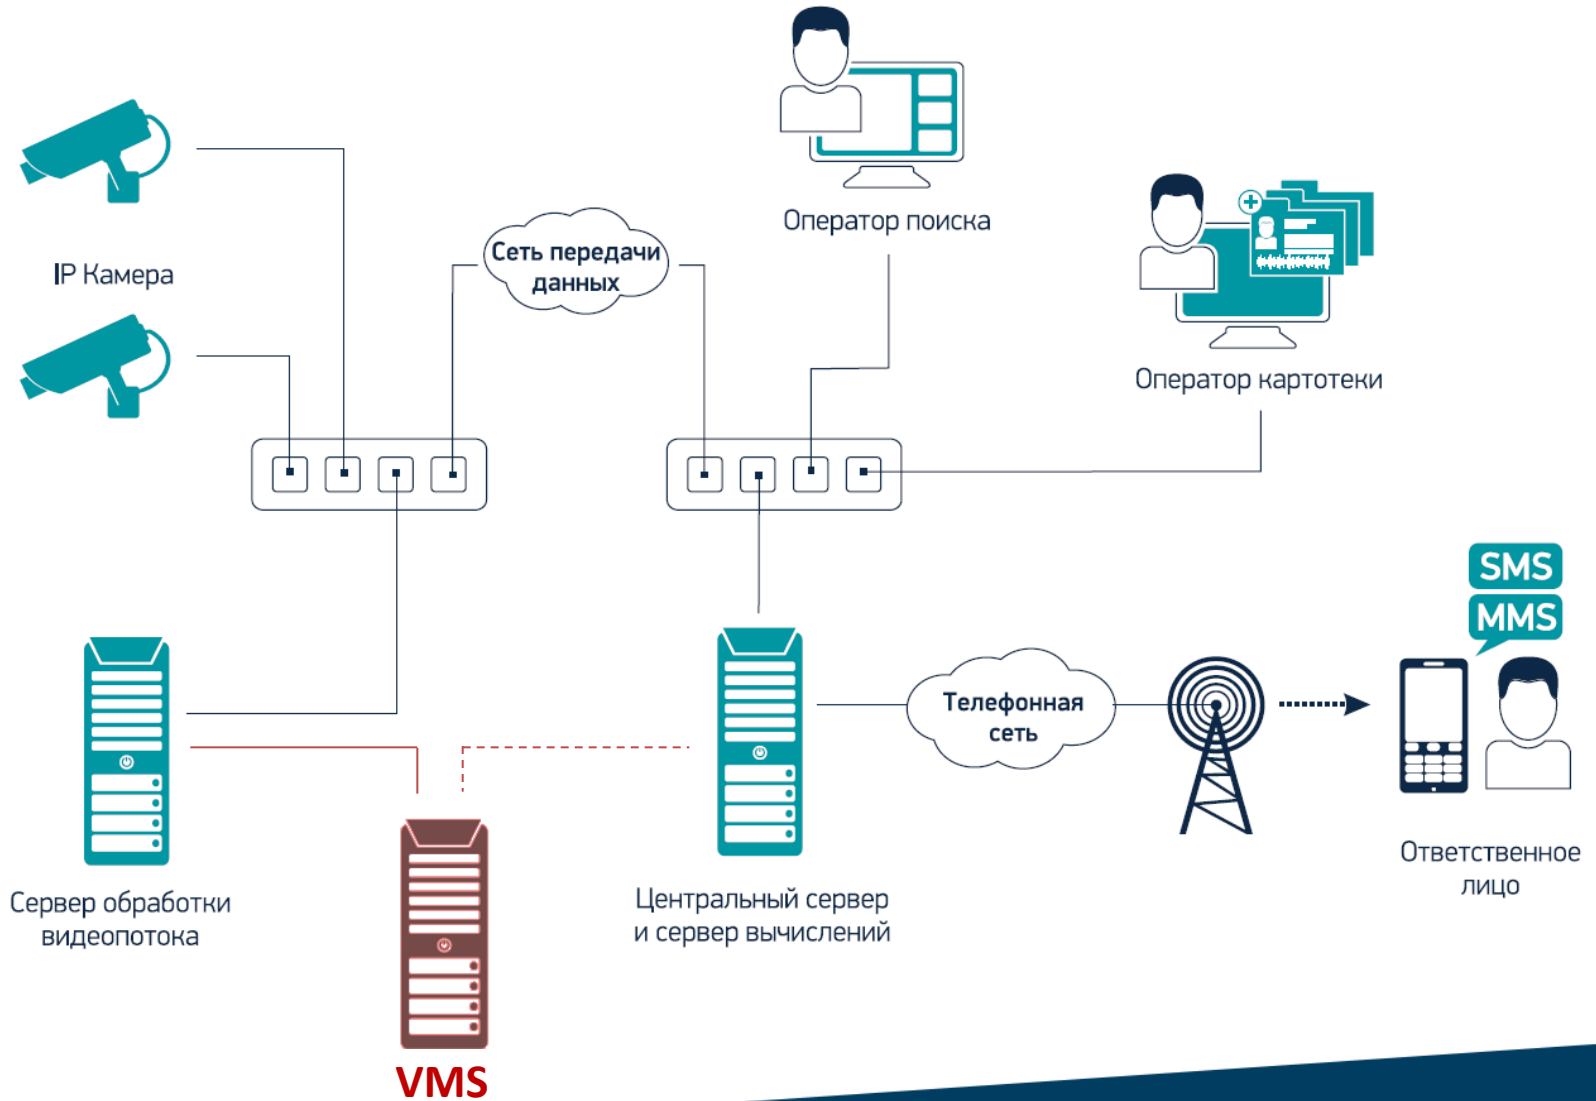 Оператор поиска
Сеть передачи
данных
IP Камера
Оператор картотеки
SMS
MMS
Телефонная
сеть
Ответственное
лицо
Сервер обработки
видеопотока
Центральный сервер
и сервер вычислений
VMS